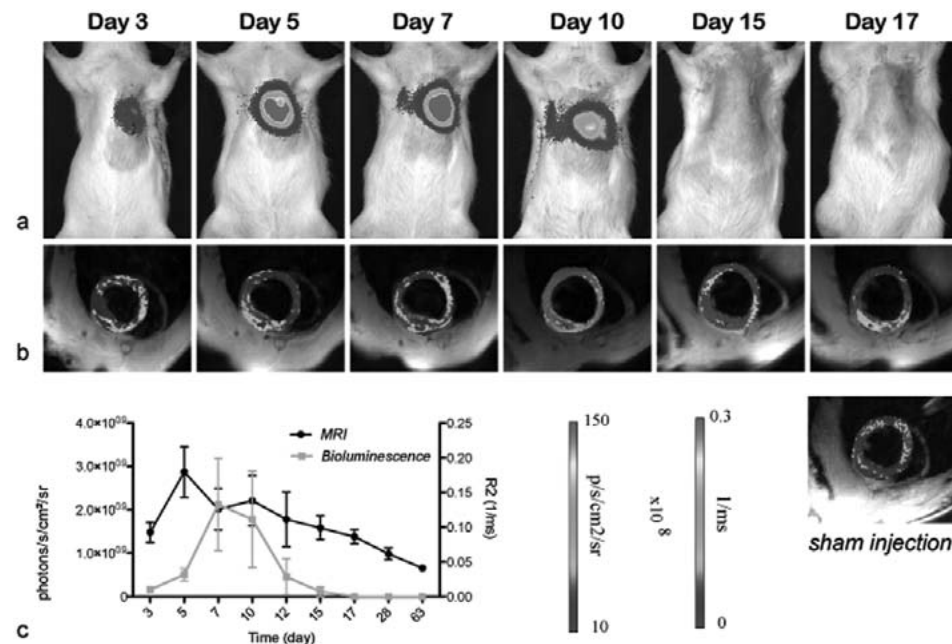 Day 3 Day 5 Day 7 Day 10 Day 15 Day 17
a
b
4.0×10⁰⁹
3.0×10⁰⁹
2.0×10⁰⁹
1.0×10⁰⁹
0
photons/s/cm²/sr
MRI
Bioluminescence
0.25
0.20
0.15
0.10
0.05
0.00
R2 (1/ms)
3 5 7 10 12 15 17 28 63
Time (day)
c
150
p/s/cm2/sr
10
x10 8
0.3
1/ms
0
sham injection